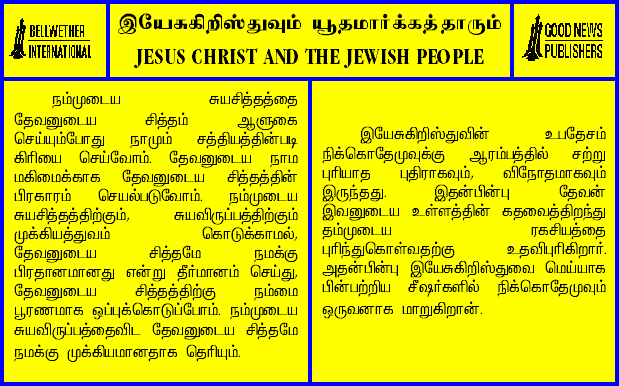 BELLWETHER
INTERNATIONAL
இயேசுகிறிஸ்துவும் யூதமார்க்கத்தாரும்
JESUS CHRIST AND THE JEWISH PEOPLE
GOOD NEWS
PUBLISHERS
நம்முடைய சுயசித்தத்தை
தேவனுடைய சித்தம் ஆளுகை
செய்யும்போது நாமும் சத்தியத்தின்படி
கிரியை செய்வோம். தேவனுடைய நாம
மகிமைக்காக தேவனுடைய சித்தத்தின்
பிரகாரம் செயல்படுவோம். நம்முடைய
சுயசித்தத்திற்கும், சுயவிருப்பத்திற்கும்
முக்கியத்துவம் கொடுக்காமல்,
தேவனுடைய சித்தமே நமக்கு
பிரதானமானது என்று தீர்மானம் செய்து,
தேவனுடைய சித்தத்திற்கு நம்மை
பூரணமாக ஒப்புக்கொடுப்போம். நம்முடைய
சுயவிருப்பத்தைவிட தேவனுடைய சித்தமே
நமக்கு முக்கியமானதாக தெரியும்.
இயேசுகிறிஸ்துவின் உபதேசம்
நிக்கொதேமுவுக்கு ஆரம்பத்தில் சற்று
புரியாத புதிராகவும், விநோதமாகவும்
இருந்தது. இதன்பின்பு தேவன்
இவனுடைய உள்ளத்தின் கதவைத்திறந்து
தம்முடைய ரகசியத்தை
புரிந்துகொள்வதற்கு உதவிபுரிகிறார்.
அதன்பின்பு இயேசுகிறிஸ்துவை மெய்யாக
பின்பற்றிய சீஷர்களில் நிக்கொதேமுவும்
ஒருவனாக மாறுகிறான்.